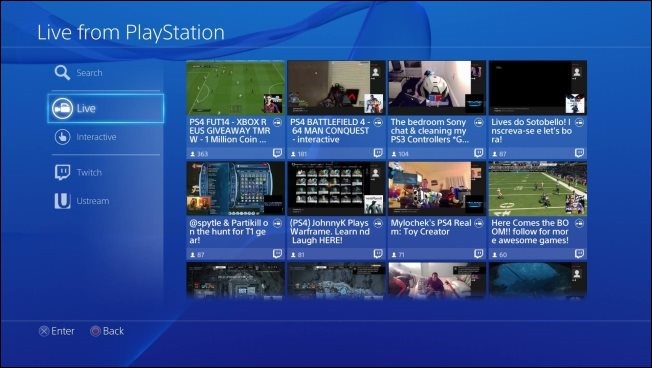 Live from PlayStation
Search
Live
Interactive
Twitch
Ustream
PS4 FUT14 - XBOX R
EUS GIVEAWAY TMR
W - 1 Million Coin ...
363
PS4 BATTLEFIELD 4 -
64 MAN CONQUEST
- interactive
181
The bedroom Sony
chat & cleaning my
PS3 Controllers *G...
104
Lives do Sotobello! I
nscreva-se e let's bo
ra!
87
@spytle & Partikill o
n the hunt for T1 ge
ar!
87
(PS4) JohnnyK Plays
Warframe. Learn nd
Laugh HERE!
81
Mylochek's PS4 Real
m: Toy Creator
71
Here Comes the BO
OM!! follow for mor
e awesome games!
60
Enter
Back